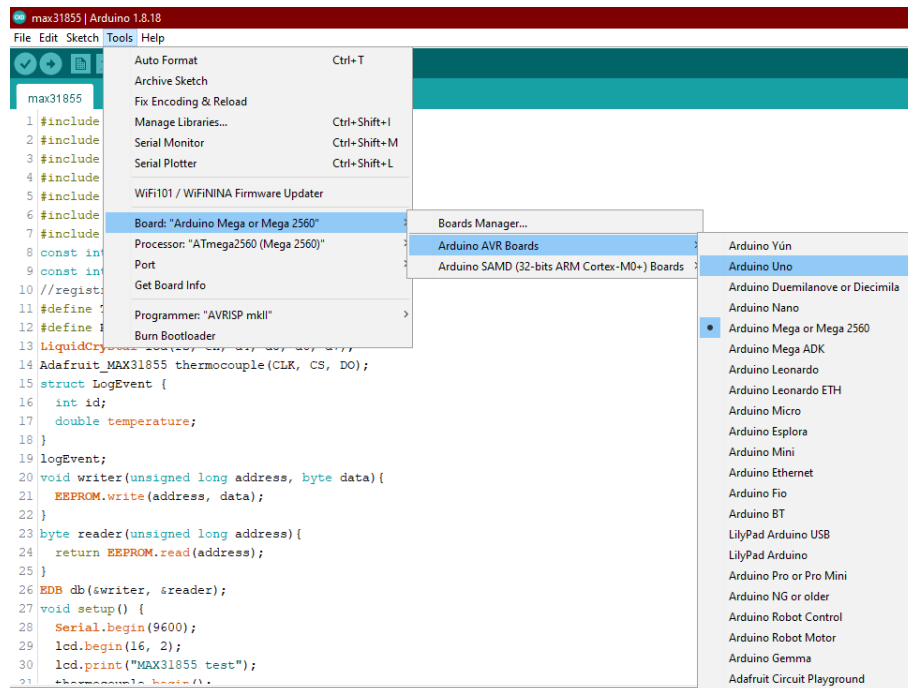 max31855 | Arduino 1.8.18
File Edit Sketch Tools Help
Auto Format Ctrl+T
Archive Sketch
Fix Encoding & Reload
Manage Libraries... Ctrl+Shift+I
Serial Monitor Ctrl+Shift+M
Serial Plotter Ctrl+Shift+L
WiFi101 / WiFiNINA Firmware Updater
Board: "Arduino Mega or Mega 2560"
Processor: "ATmega2560 (Mega 2560)"
Port
Get Board Info
Programmer: "AVRISP mkII"
Burn Bootloader
Boards Manager...
Arduino AVR Boards
Arduino SAMD (32-bits ARM Cortex-M0+) Boards
Arduino Yún
Arduino Uno
Arduino Duemilanove or Diecimila
Arduino Nano
Arduino Mega or Mega 2560
Arduino Mega ADK
Arduino Leonardo
Arduino Leonardo ETH
Arduino Micro
Arduino Esplora
Arduino Mini
Arduino Ethernet
Arduino Fio
Arduino BT
LilyPad Arduino USB
LilyPad Arduino
Arduino Pro or Pro Mini
Arduino NG or older
Arduino Robot Control
Arduino Robot Motor
Arduino Gemma
Adafruit Circuit Playground
max31855
1 #include
2 #include
3 #include
4 #include
5 #include
6 #include
7 #include
8 const int
9 const int
10
11 #define
12 #define
13
14 Adafruit_MAX31855 thermocouple(CLK, CS, DO);
15 struct LogEvent {
16 int id;
17 double temperature;
18 }
19 logEvent;
20 void writer(unsigned long address, byte data){
21 EEPROM.write(address, data);
22 }
23 byte reader(unsigned long address){
24 return EEPROM.read(address);
25 }
26 EDB db(&writer, &reader);
27 void setup() {
28 Serial.begin(9600);
29 lcd.begin(16, 2);
30 lcd.print("MAX31855 test");
31 thermocouple.begin();